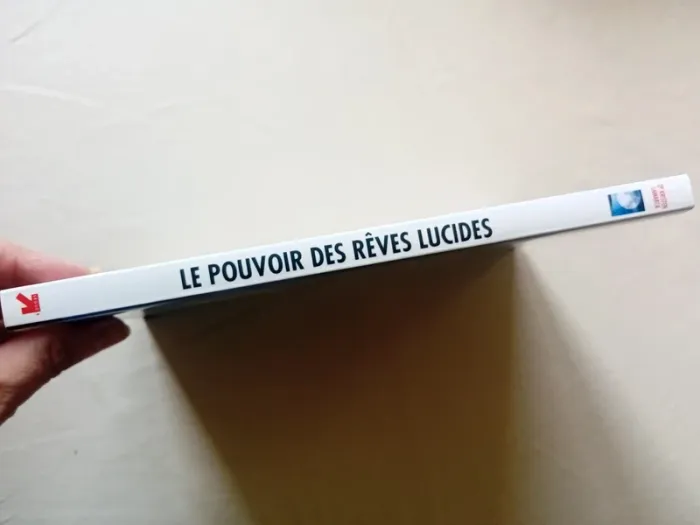 LE POUVOIR DES RÊVES LUCIDES